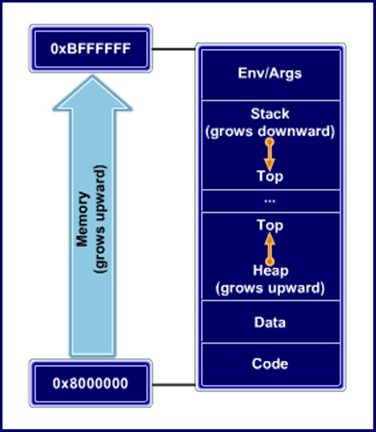 0xBFFFFFF
Env/Args
Stack
(grows downward)
Top
...
Top
Heap
(grows upward)
Data
Code
Memory
(grows upward)
0x8000000